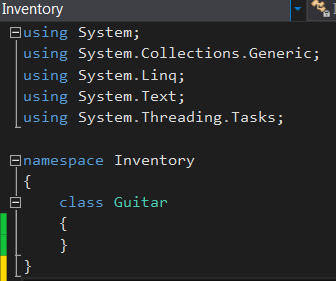 Inventory
using System;
using System.Collections.Generic;
using System.Linq;
using System.Text;
using System.Threading.Tasks;
namespace Inventory
{
class Guitar
{
}
}